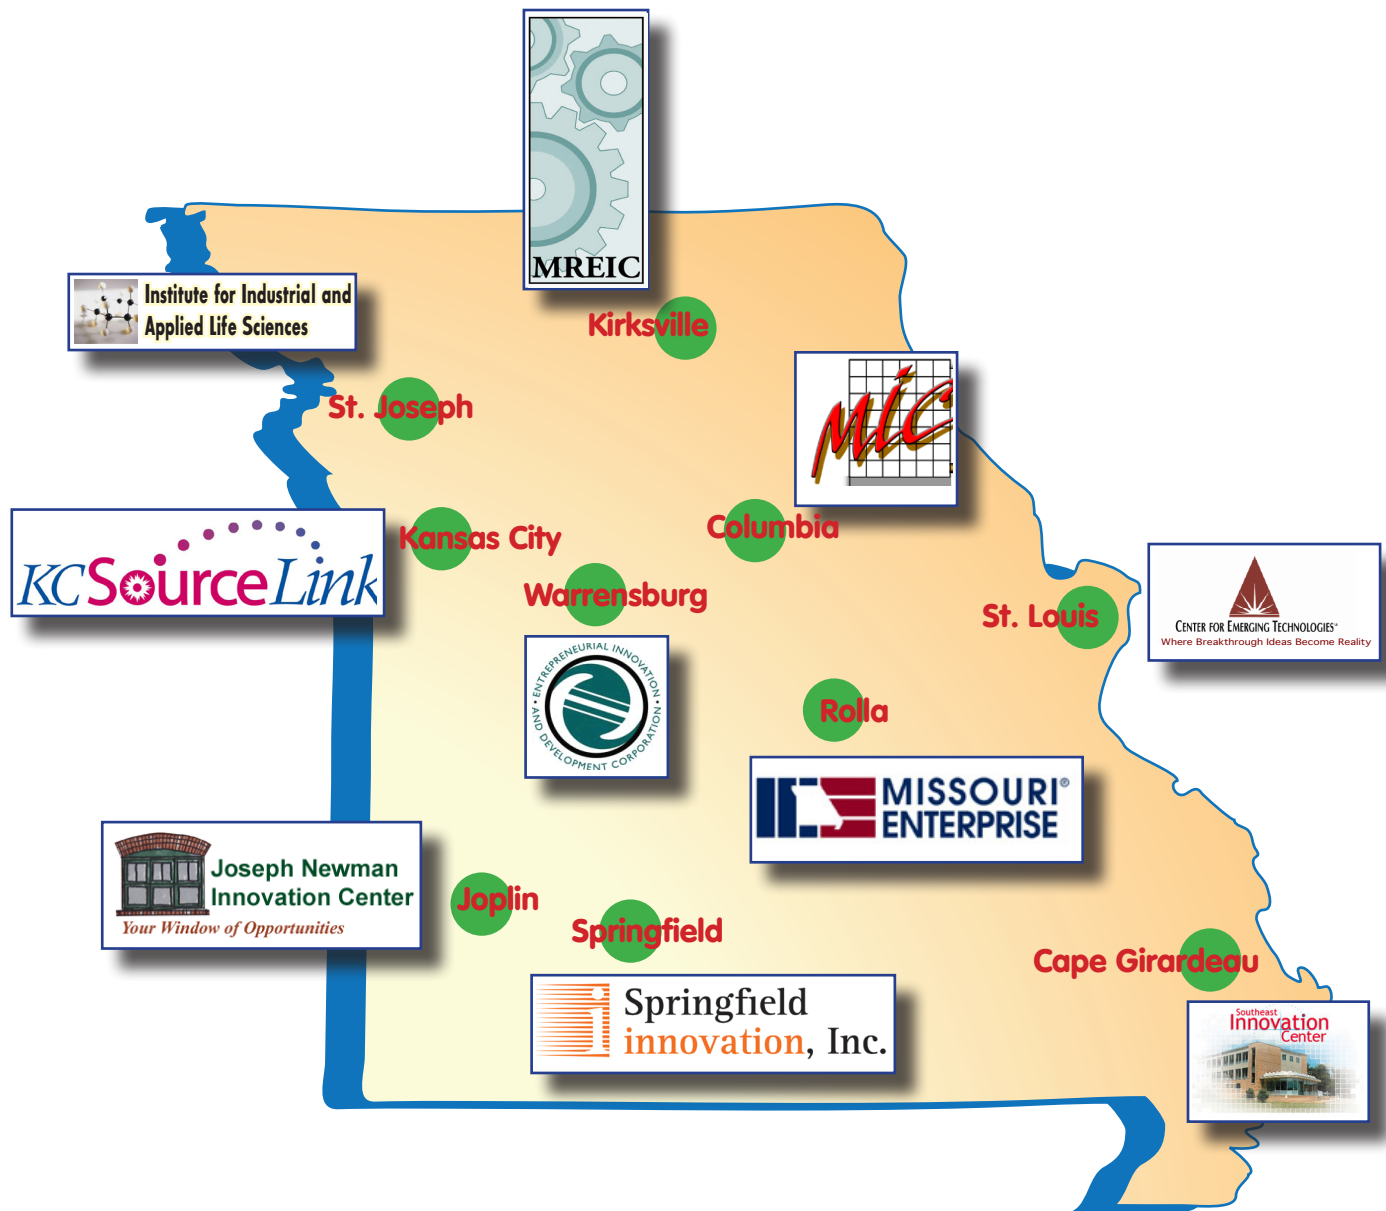 MREIC
Institute for Industrial and
Applied Life Sciences
Kirksville
St. Joseph
MIC
KCSourceLink
Kansas City
Columbia
Warrensburg
St. Louis
CENTER FOR EMERGING TECHNOLOGIES
Where Breakthrough Ideas Become Reality
• ENTREPRENEURIAL INNOVATION •
AND DEVELOPMENT CORPORATION
Rolla
MISSOURI®
ENTERPRISE
Joseph Newman
Innovation Center
Your Window of Opportunities
Joplin
Springfield
Cape Girardeau
i
Springfield
innovation, Inc.
Southeast
Innovation
Center